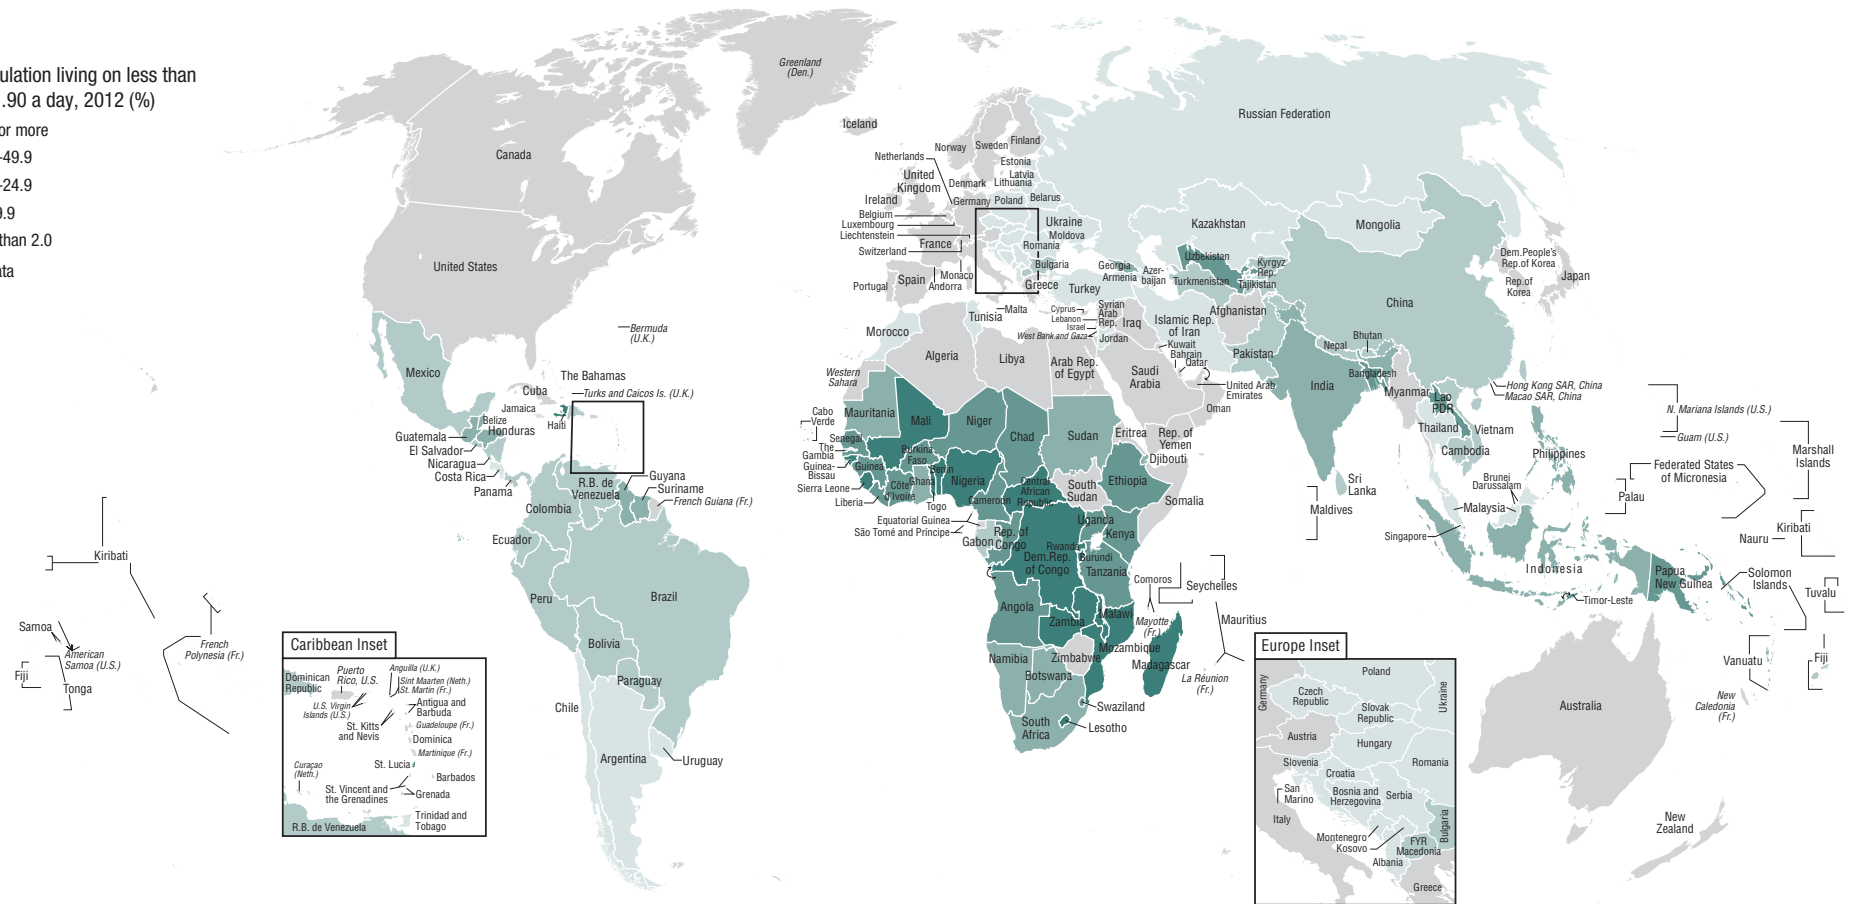 ulation living on less than
.90 a day, 2012 (%)
or more
-49.9
-24.9
9.9
than 2.0
ata
Greenland
(Den.)
Iceland
Canada
United States
Bermuda
(U.K.)
Mexico
The Bahamas
Cuba
Turks and Caicos Is. (U.K.)
Jamaica
Belize
Haiti
Honduras
Guatemala
El Salvador
Nicaragua
Costa Rica
Panama
R.B. de
Venezuela
Guyana
Suriname
French Guiana (Fr.)
Colombia
Ecuador
Peru
Brazil
Bolivia
Paraguay
Chile
Argentina
Uruguay
Kiribati
Samoa
American
Samoa (U.S.)
Fiji
Tonga
French
Polynesia (Fr.)
Norway
Sweden
Finland
Netherlands
Estonia
United
Kingdom
Denmark
Latvia
Lithuania
Ireland
Germany
Poland
Belarus
Belgium
Luxembourg
Liechtenstein
Switzerland
France
Ukraine
Moldova
Romania
Bulgaria
Portugal
Spain
Andorra
Monaco
Greece
Turkey
Malta
Georgia
Armenia
Azer-
baijan
Russian Federation
Kazakhstan
Mongolia
Uzbekistan
Kyrgyz
Rep.
Turkmenistan
Tajikistan
Dem.People's
Rep.of Korea
Rep.of
Korea
Japan
China
Cyprus
Lebanon
Israel
West Bank and Gaza
Syrian
Arab
Rep.
Iraq
Jordan
Islamic Rep.
of Iran
Afghanistan
Kuwait
Bahrain
Qatar
Pakistan
Saudi
Arabia
United Arab
Emirates
Oman
Rep. of
Yemen
Nepal
Bhutan
Bangladesh
India
Myanmar
Lao
PDR
Thailand
Vietnam
Cambodia
Hong Kong SAR, China
Macao SAR, China
Philippines
Sri
Lanka
Maldives
Brunei
Darussalam
Malaysia
Singapore
Indonesia
Papua
New Guinea
Timor-Leste
N. Mariana Islands (U.S.)
Guam (U.S.)
Marshall
Islands
Federated States
of Micronesia
Palau
Kiribati
Nauru
Solomon
Islands
Tuvalu
Vanuatu
Fiji
New
Caledonia
(Fr.)
Australia
New
Zealand
Morocco
Tunisia
Algeria
Libya
Arab Rep.
of Egypt
Western
Sahara
Cabo
Verde
Mauritania
Mali
Niger
Chad
Sudan
Eritrea
Djibouti
Senegal
The
Gambia
Guinea-
Bissau
Guinea
Sierra Leone
Liberia
Burkina
Faso
Côte
d'Ivoire
Ghana
Benin
Togo
Nigeria
Cameroon
Central
African
Republic
South
Sudan
Ethiopia
Somalia
Equatorial Guinea
São Tomé and Príncipe
Gabon
Rep. of
Congo
Uganda
Kenya
Rwanda
Burundi
Dem.Rep.
of Congo
Tanzania
Comoros
Seychelles
Angola
Zambia
Malawi
Mayotte
(Fr.)
Mauritius
Mozambique
Zimbabwe
Madagascar
La Réunion
(Fr.)
Namibia
Botswana
Swaziland
South
Africa
Lesotho
Caribbean Inset
Dominican
Republic
Puerto
Rico, U.S.
Anguilla (U.K.)
Sint Maarten (Neth.)
St. Martin (Fr.)
U.S. Virgin
Islands (U.S.)
Antigua and
Barbuda
St. Kitts
and Nevis
Guadeloupe (Fr.)
Dominica
Martinique (Fr.)
Curaçao
(Neth.)
St. Lucia
Barbados
St. Vincent and
the Grenadines
Grenada
Trinidad and
Tobago
R.B. de Venezuela
Europe Inset
Germany
Poland
Ukraine
Czech
Republic
Slovak
Republic
Austria
Hungary
Slovenia
Romania
Croatia
San
Marino
Bosnia and
Herzegovina
Serbia
Italy
Montenegro
Kosovo
Bulgaria
FYR
Macedonia
Albania
Greece